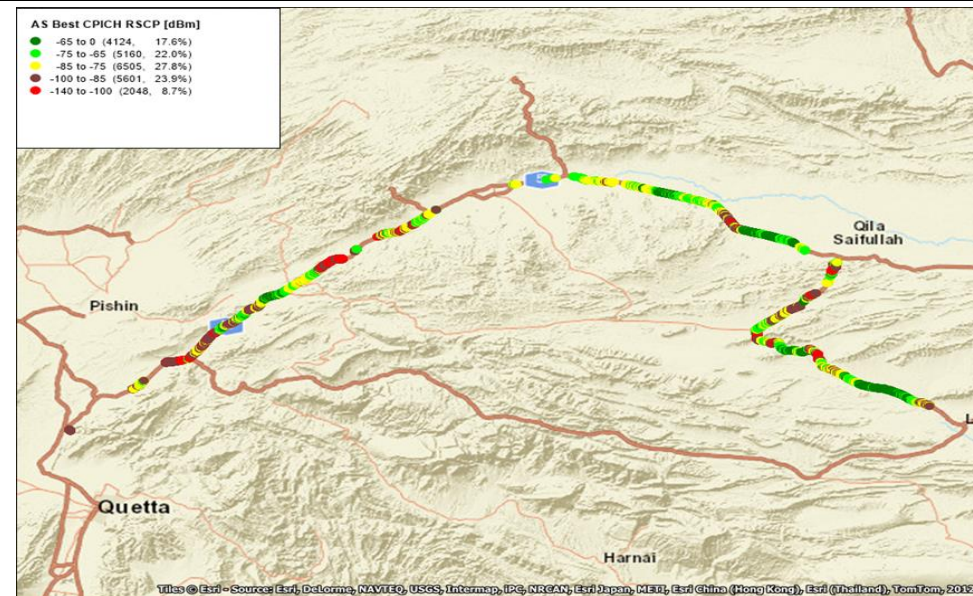 AS Best CPICH RSCP [dBm]
-65 to 0 (4124, 17.6%)
-75 to -65 (5160, 22.0%)
-85 to -75 (6505, 27.8%)
-100 to -85 (5601, 23.9%)
-140 to -100 (2048, 8.7%)
Qila
Saifullah
Pishin
L
Quetta
Harnai
Tiles © Esri - Source: Esri, DeLorme, NAVTEQ, USGS, Intermap, iPC, NRCAN, Esri Japan, METI, Esri China (Hong Kong), Esri (Thailand), TomTom, 201